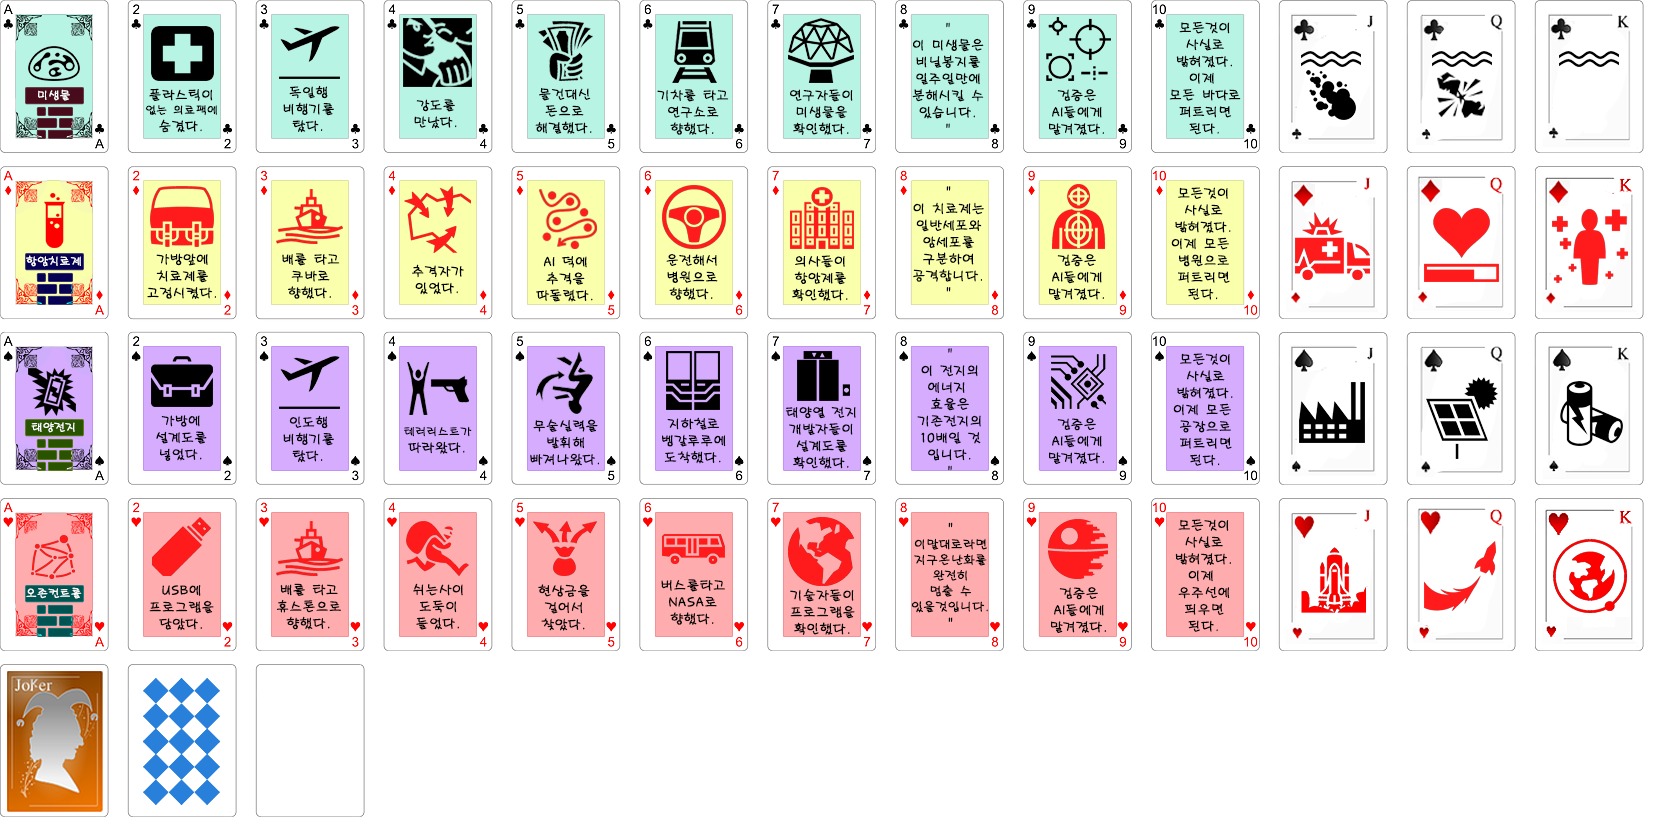 A
미생물
A
2
플라스틱이
없는 의료팩에
숨겼다.
2
3
독일행
비행기를
탔다.
3
4
강도를
만났다.
4
5
물건대신
돈으로
해결했다.
5
6
기차를 타고
연구소로
향했다.
6
7
연구자들이
미생물을
확인했다.
7
8
"
이 미생물은
비닐봉지를
일주일만에
분해시킬 수
있습니다.
"
8
9
검증은
AI들에게
맡겨졌다.
9
10
모든것이
사실로
밝혀졌다.
이제
모든 바다로
퍼트리면
된다.
10
J
Q
K
A
항암치료제
A
2
가방앞에
치료제를
고정시켰다.
2
3
배를 타고
쿠바로
향했다.
3
4
추격자가
있었다.
4
5
AI 덕에
추격을
따돌렸다.
5
6
운전해서
병원으로
향했다.
6
7
의사들이
항암제를
확인했다.
7
8
"
이 치료제는
일반세포와
암세포를
구분하여
공격합니다.
"
8
9
검증은
AI들에게
맡겨졌다.
9
10
모든것이
사실로
밝혀졌다.
이제 모든
병원으로
퍼트리면
된다.
10
J
Q
K
A
태양전지
A
2
가방에
설계도를
넣었다.
2
3
인도행
비행기를
탔다.
3
4
테러리스트가
따라왔다.
4
5
무술실력을
발휘해
빠져나왔다.
5
6
지하철로
벵갈루루에
도착했다.
6
7
태양열 전지
개발자들이
설계도를
확인했다.
7
8
"
이 전지의
에너지
효율은
기존전지의
10배일 것
입니다.
"
8
9
검증은
AI들에게
맡겨졌다.
9
10
모든것이
사실로
밝혀졌다.
이제 모든
공장으로
퍼트리면
된다.
10
J
Q
K
A
오존컨트롤
A
2
USB에
프로그램을
담았다.
2
3
배를 타고
휴스톤으로
향했다.
3
4
쉬는사이
도둑이
들었다.
4
5
현상금을
걸어서
찾았다.
5
6
버스를타고
NASA로
향했다.
6
7
기술자들이
프로그램을
확인했다.
7
8
"
이말대로라면
지구온난화를
완전히
멈출 수
있을것입니다.
"
8
9
검증은
AI들에게
맡겨졌다.
9
10
모든것이
사실로
밝혀졌다.
이제
우주선에
띄우면
된다.
10
J
Q
K
JoKer